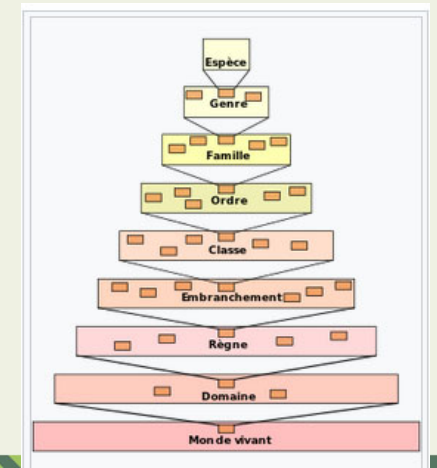 Espèce
Genre
Famille
Ordre
Classe
Embranchement
Règne
Domaine
Monde vivant